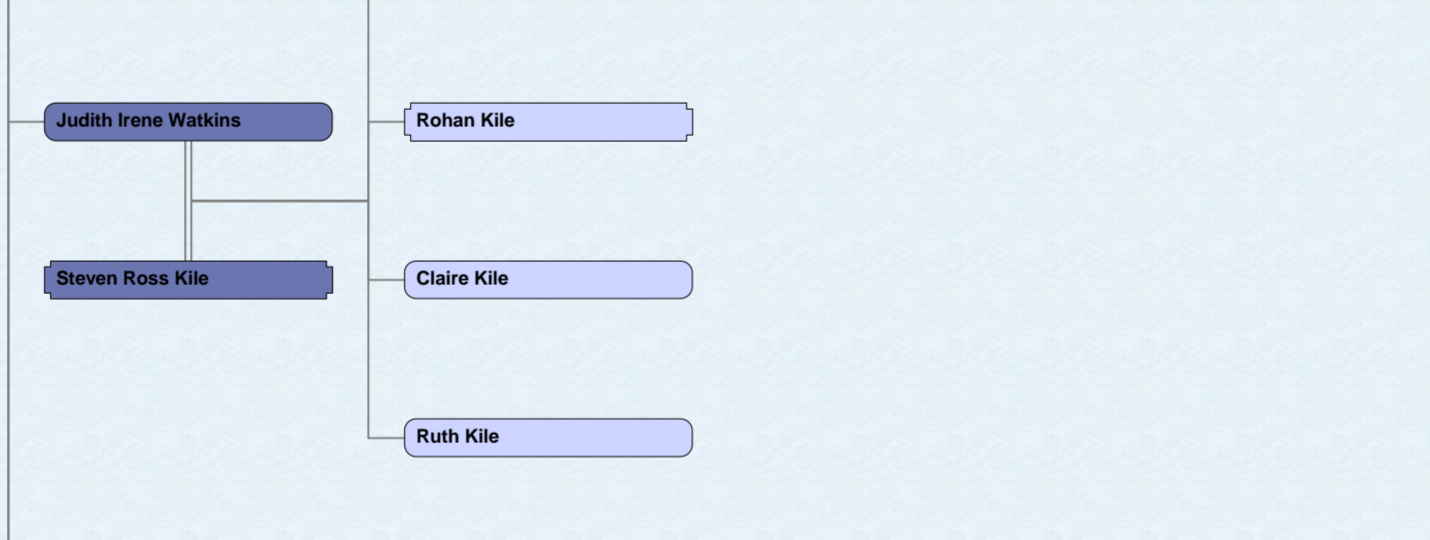 Judith Irene Watkins
Rohan Kile
Steven Ross Kile
Claire Kile
Ruth Kile